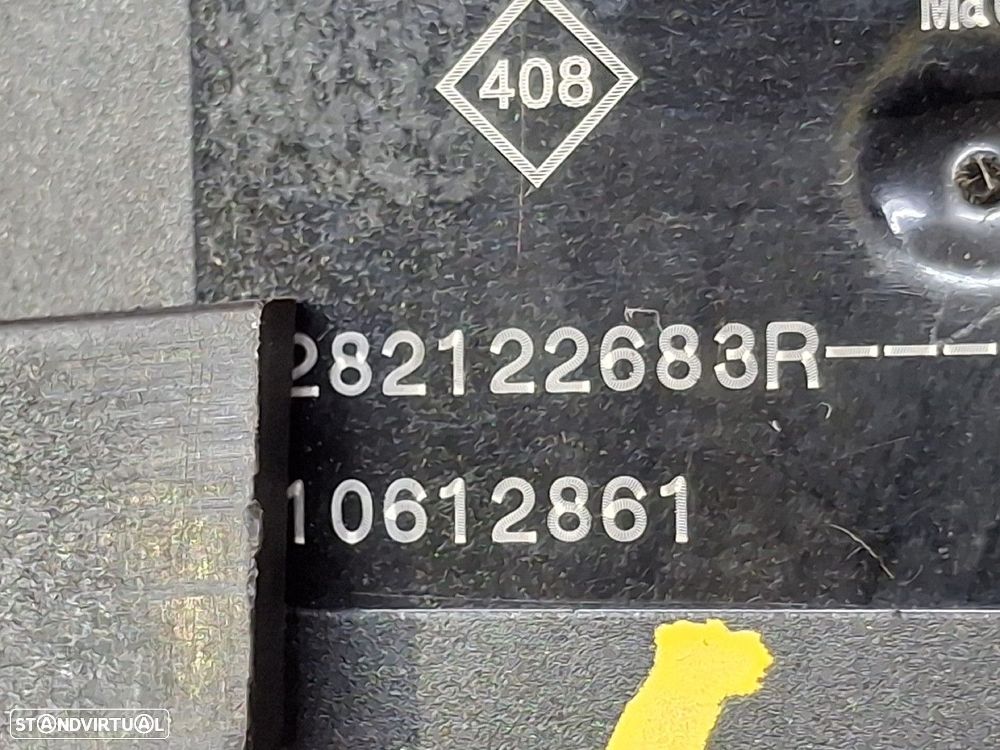 408
282122683R----
10612861
STANDVIRTUAL